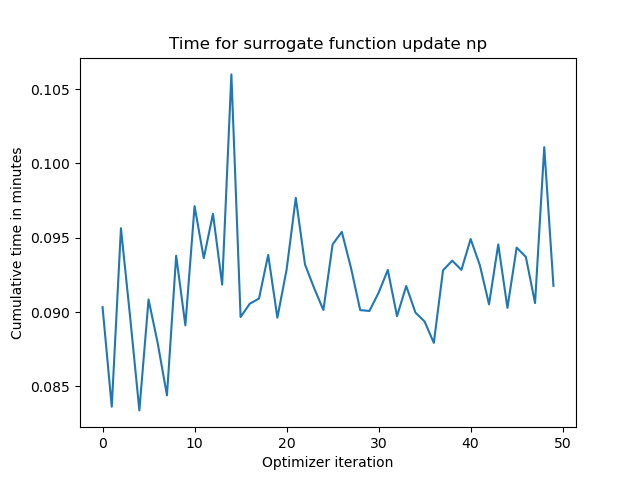 Time for surrogate function update np
Cumulative time in minutes
0.105
0.100
0.095
0.090
0.085
0 10 20 30 40 50
Optimizer iteration